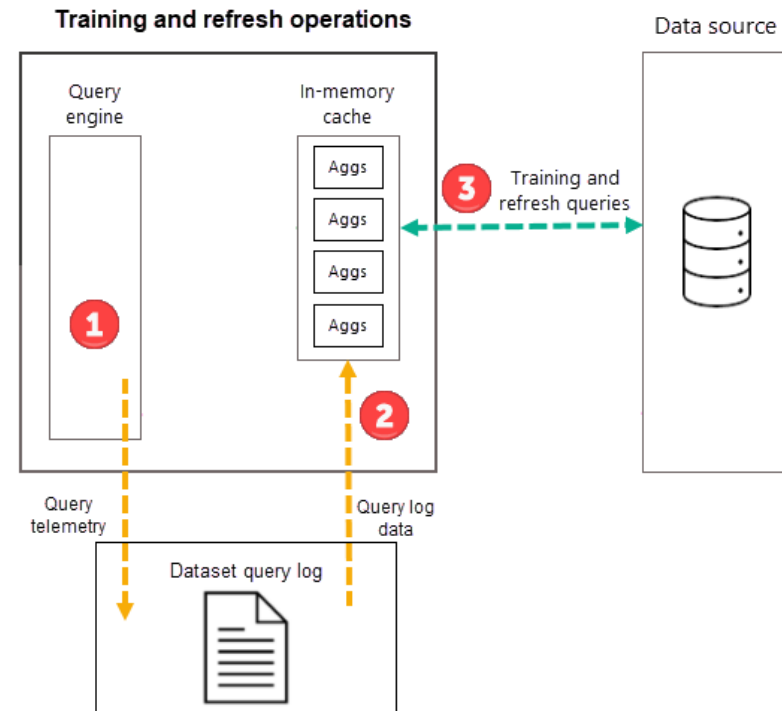 Training and refresh operations
Data source
Query
engine
In-memory
cache
Aggs
Aggs
Aggs
Aggs
1
2
3
Training and
refresh queries
Query
telemetry
Query log
data
Dataset query log